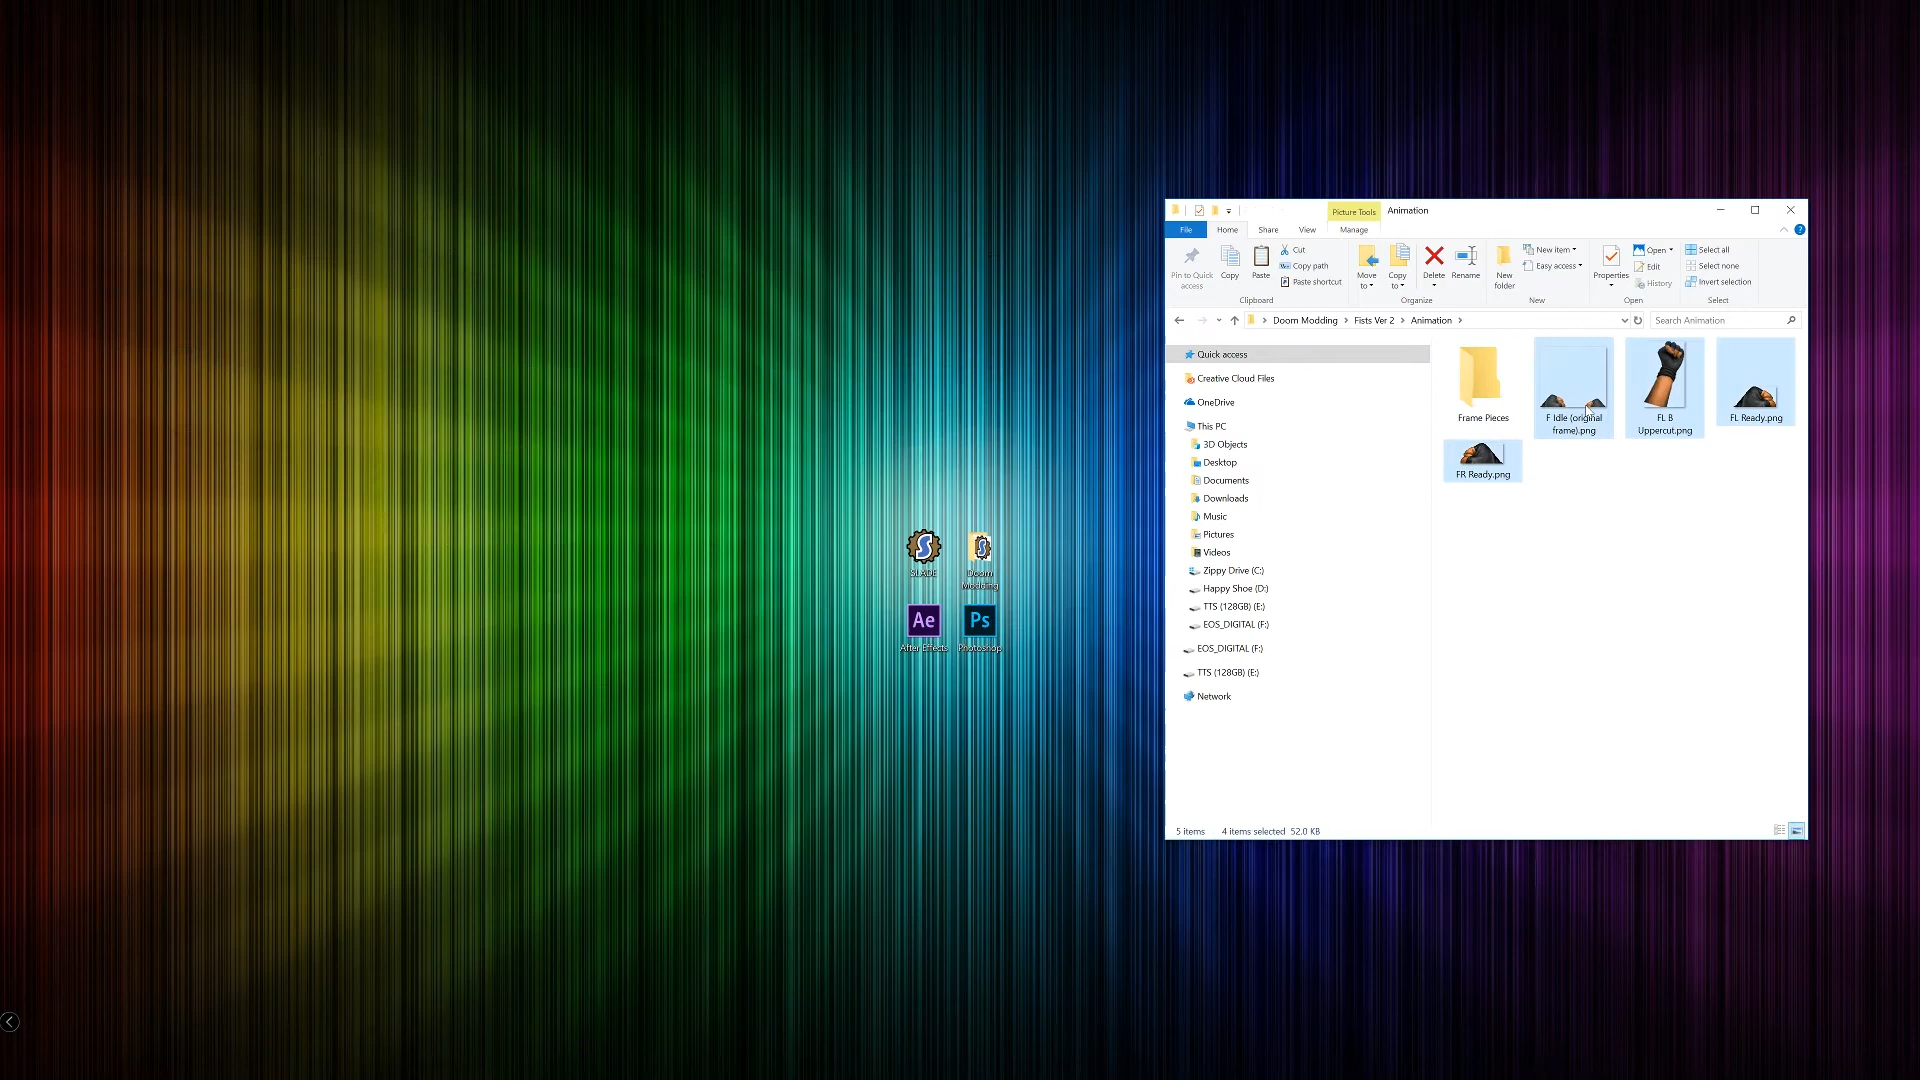 Picture Tools
Animation
File
Home
Share
View
Manage
Pin to Quick
access
Copy
Paste
Cut
Copy path
Paste shortcut
Clipboard
Move
to
Copy
to
Delete
Rename
Organize
New
folder
New item
Easy access
New
Properties
Open
Edit
History
Open
Select all
Select none
Invert selection
Select
Doom Modding
Fists Ver 2
Animation
Search Animation
Quick access
Creative Cloud Files
OneDrive
This PC
3D Objects
Desktop
Documents
Downloads
Music
Pictures
Videos
Zippy Drive (C:)
Happy Shoe (D:)
TTS (128GB) (E:)
EOS_DIGITAL (F:)
EOS_DIGITAL (F:)
TTS (128GB) (E:)
Network
Frame Pieces
F Idle (original
frame).png
FL B
Uppercut.png
FL Ready.png
FR Ready.png
5 items
4 items selected 52.0 KB
SLADE
Doom
Modding
Ae
After Effects
Ps
Photoshop